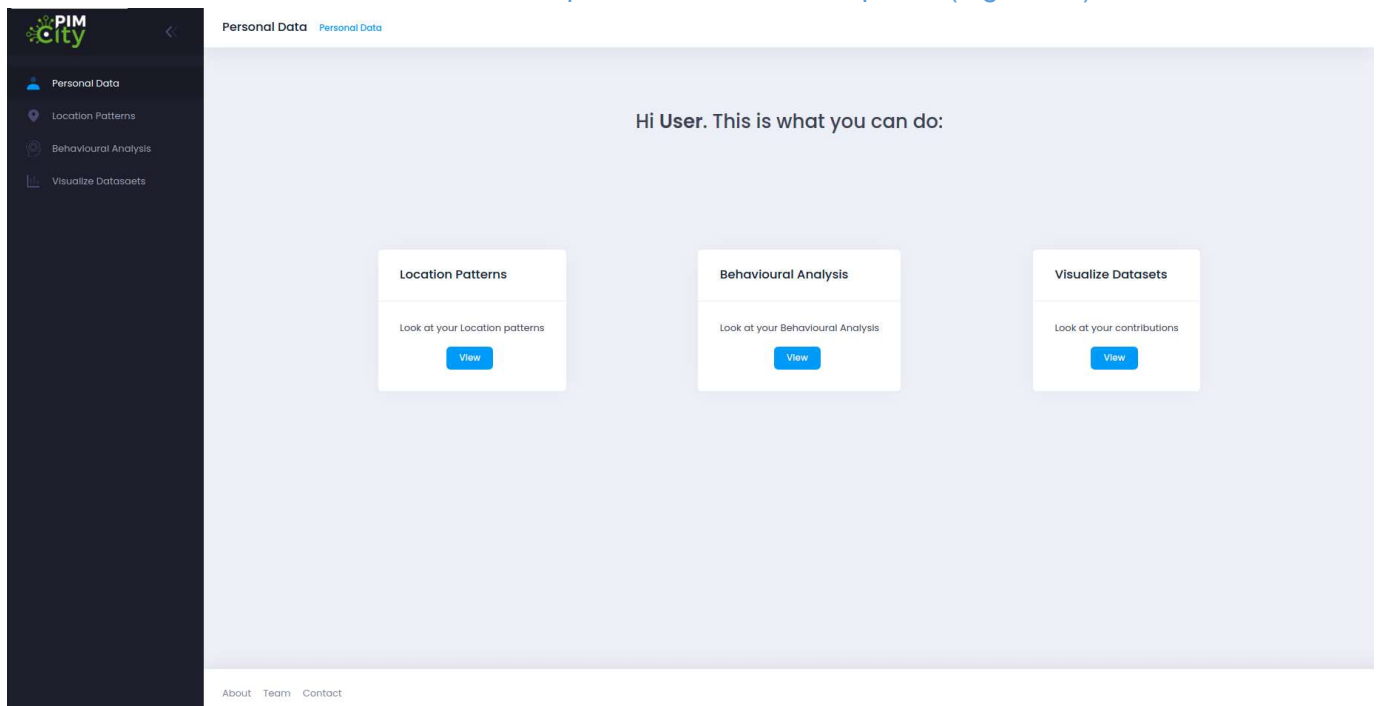 PIM
City
Personal Data Personal Data
Personal Data
Location Patterns
Behavioural Analysis
Visualize Datasaets
Hi User. This is what you can do:
Location Patterns
Look at your Location patterns
View
Behavioural Analysis
Look at your Behavioural Analysis
View
Visualize Datasets
Look at your contributions
View
About Team Contact